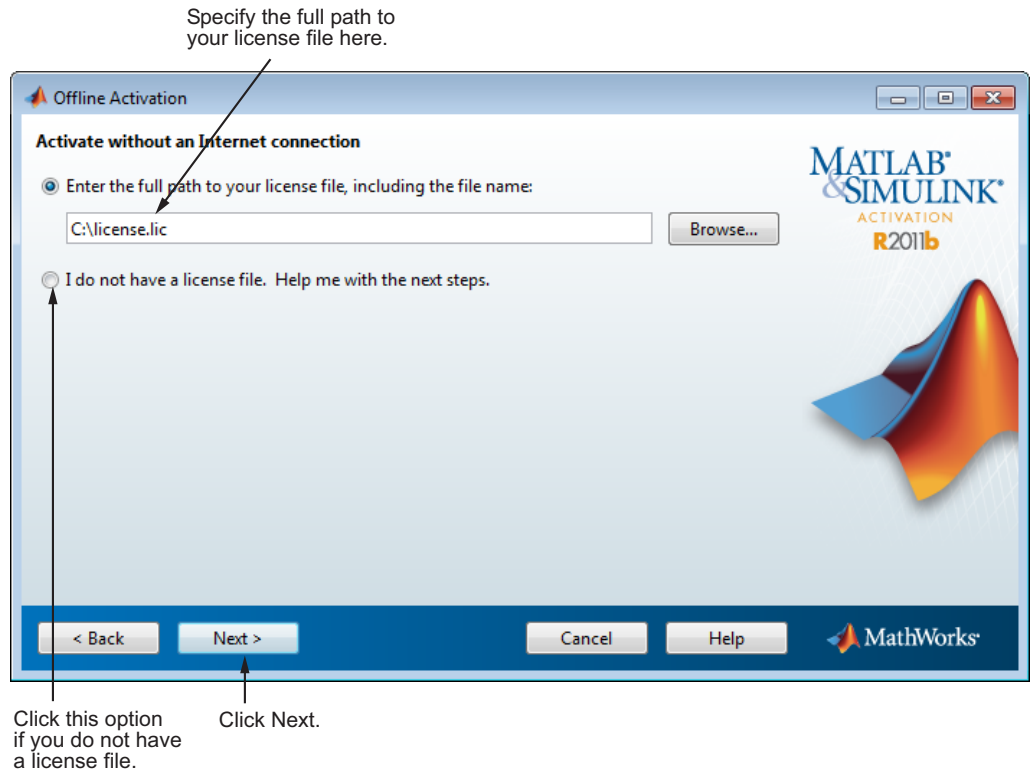 Specify the full path to
your license file here.
Offline Activation
Activate without an Internet connection
Enter the full path to your license file, including the file name:
C:\license.lic
Browse...
I do not have a license file.  Help me with the next steps.
MATLAB®
&SIMULINK®
ACTIVATION
R2011b
< Back
Next >
Cancel
Help
MathWorks®
Click this option
if you do not have
a license file.
Click Next.